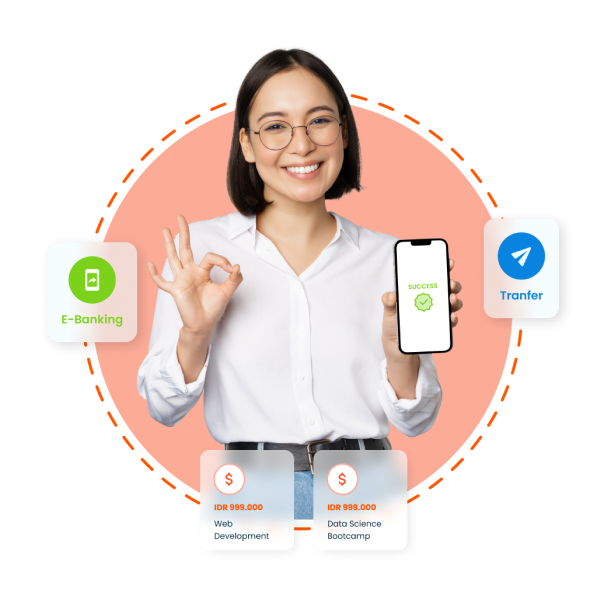 SUCCESS
E-Banking
Tranfer
IDR 999.000
Web
Development
IDR 999.000
Data Science
Bootcamp